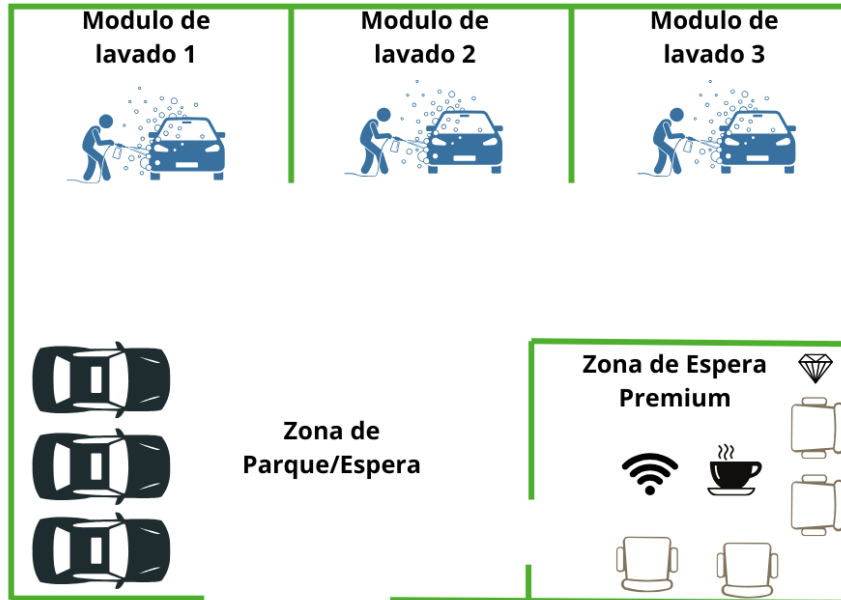 Modulo de
lavado 1
Modulo de
lavado 2
Modulo de
lavado 3
Zona de
Parque/Espera
Zona de Espera
Premium